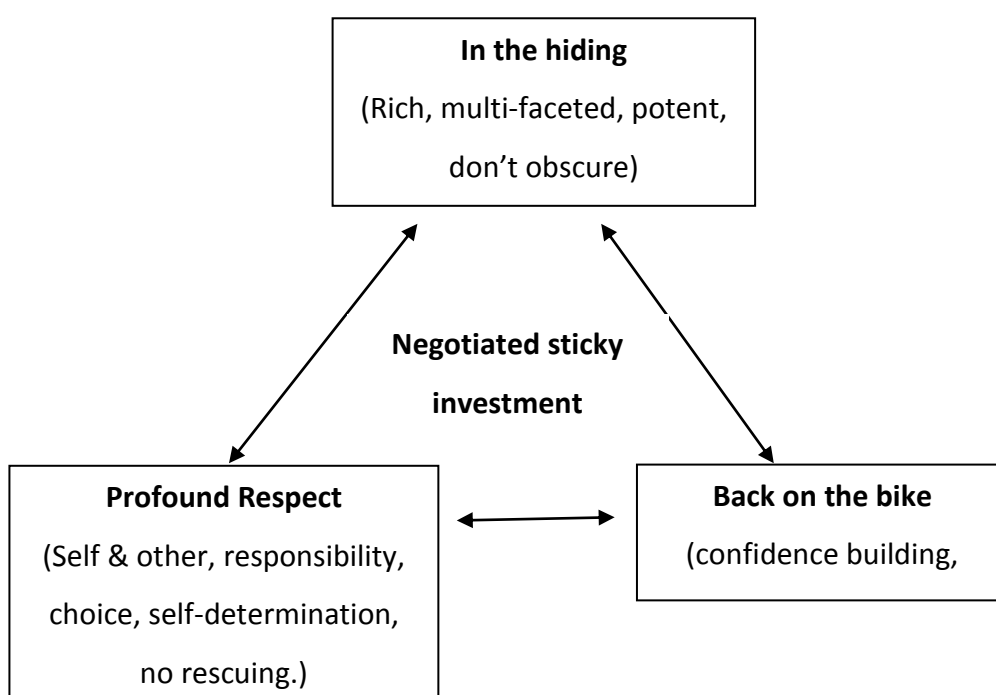 In the hiding
(Rich, multi-faceted, potent,
don’t obscure)
Negotiated sticky
investment
Profound Respect
(Self & other, responsibility,
choice, self-determination,
no rescuing.)
Back on the bike
(confidence building,